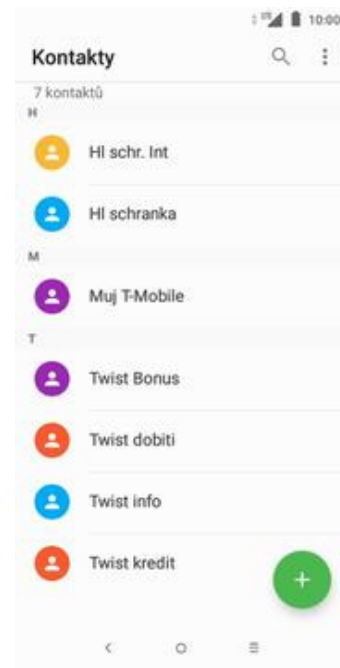 10:00
Kontakty
7 kontaktů
H
Hl schr. Int
Hl schranka
M
Muj T-Mobile
T
Twist Bonus
Twist dobiti
Twist info
Twist kredit